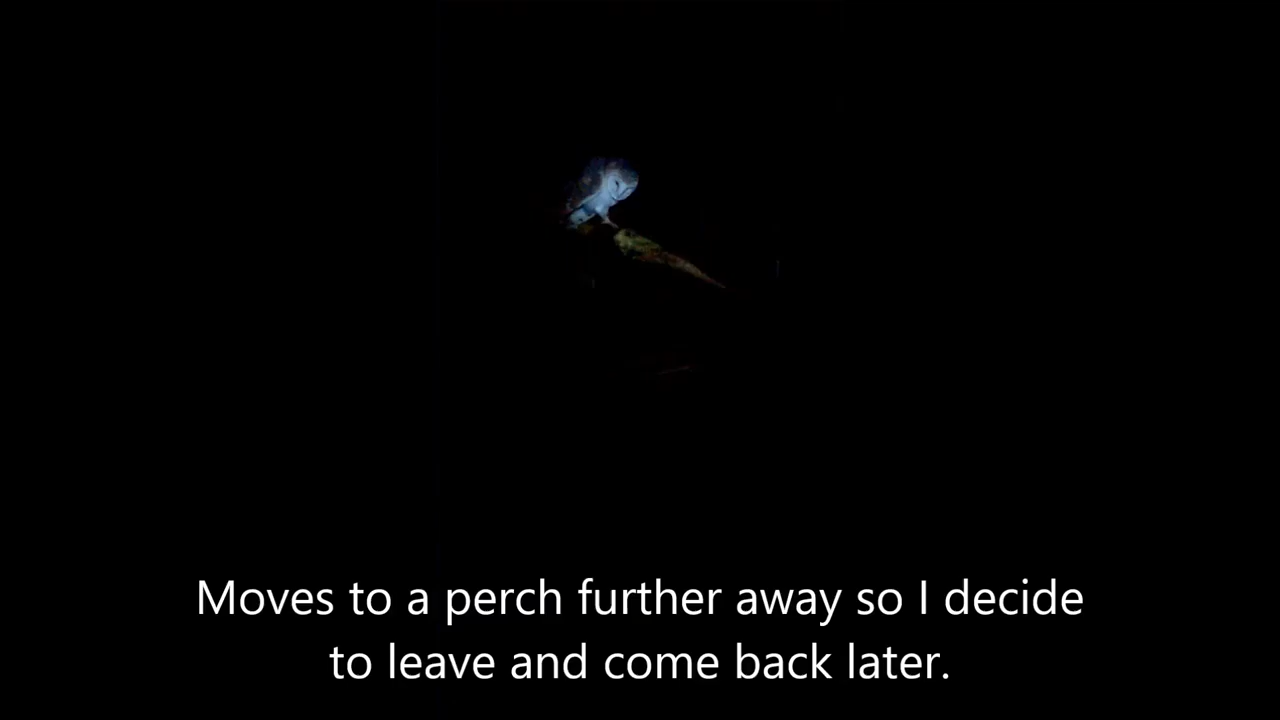 Moves to a perch further away so I decide
to leave and come back later.